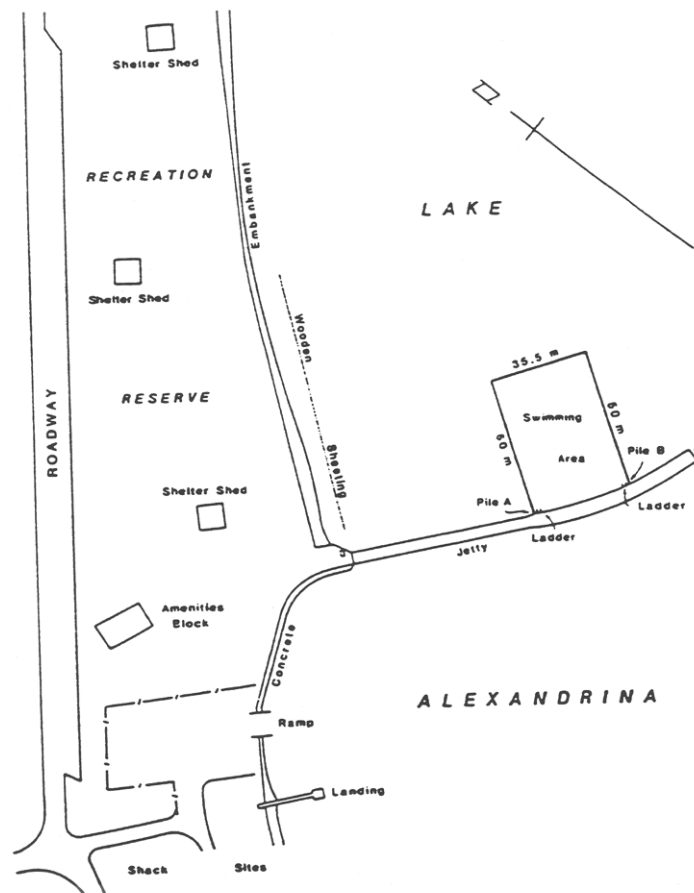 Shelter Shed
RECREATION
Embankment
LAKE
Shelter Shed
Wooden
35.5 m
RESERVE
ROADWAY
Swimming
Area
60 m
60 m
Sheeting
Pile B
Shelter Shed
Pile A
Ladder
Ladder
Jetty
Amenities
Block
Concrete
ALEXANDRINA
Ramp
Landing
Shack
Sites